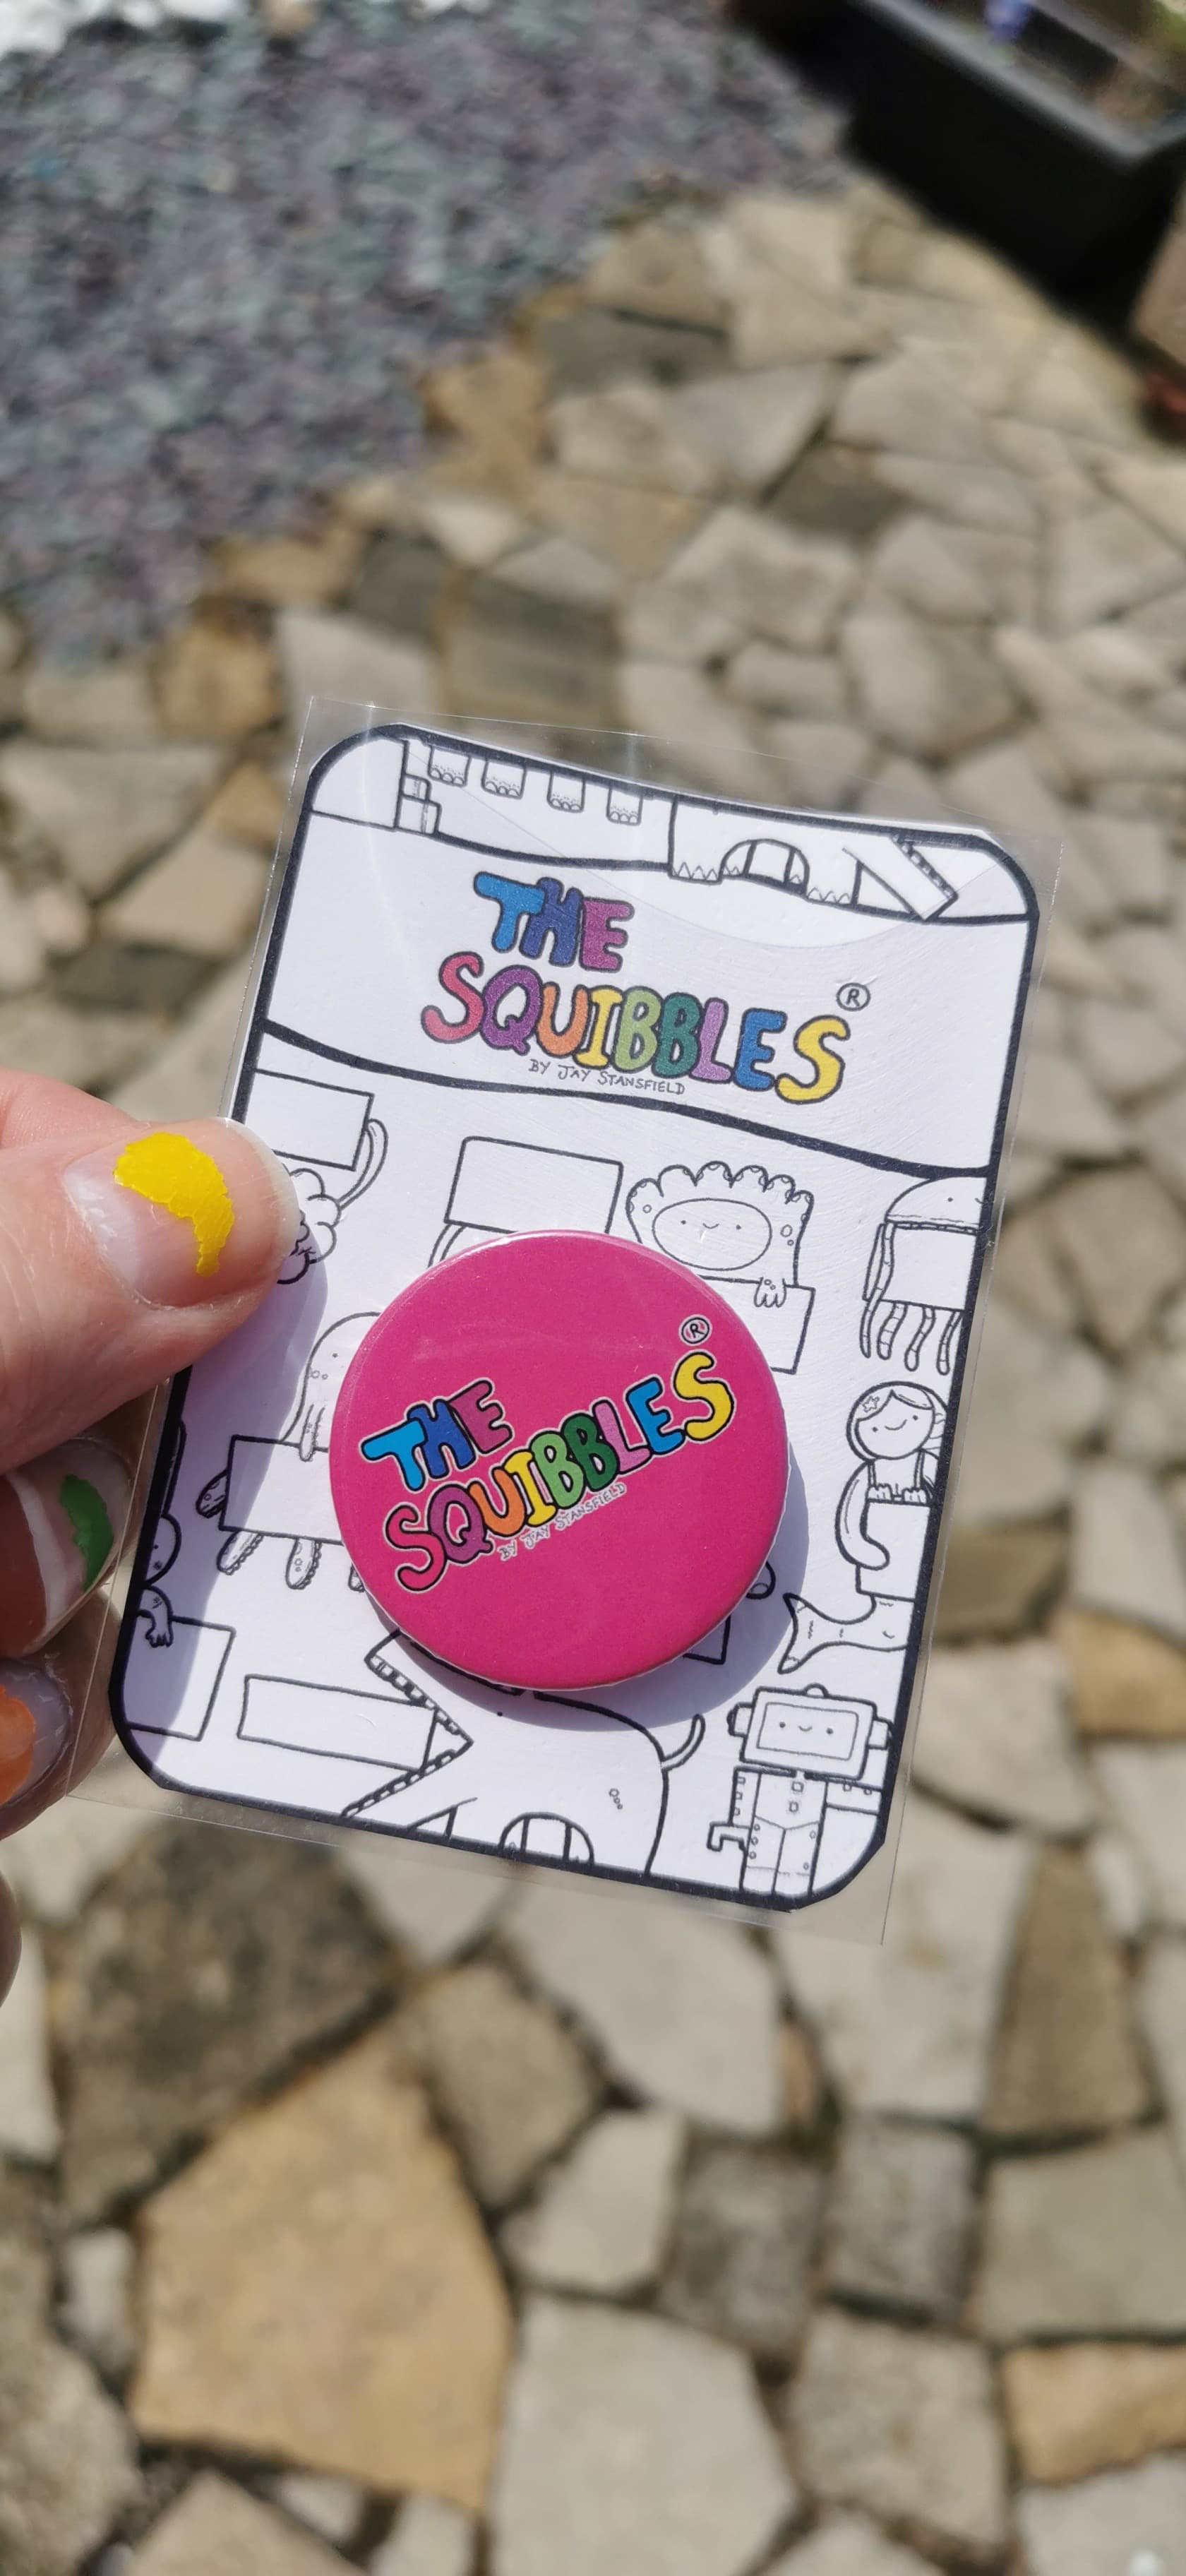 THE
SQUIBBLES®
BY JAY STANSFIELD
THE
SQUIBBLES®
BY JAY STANSFIELD